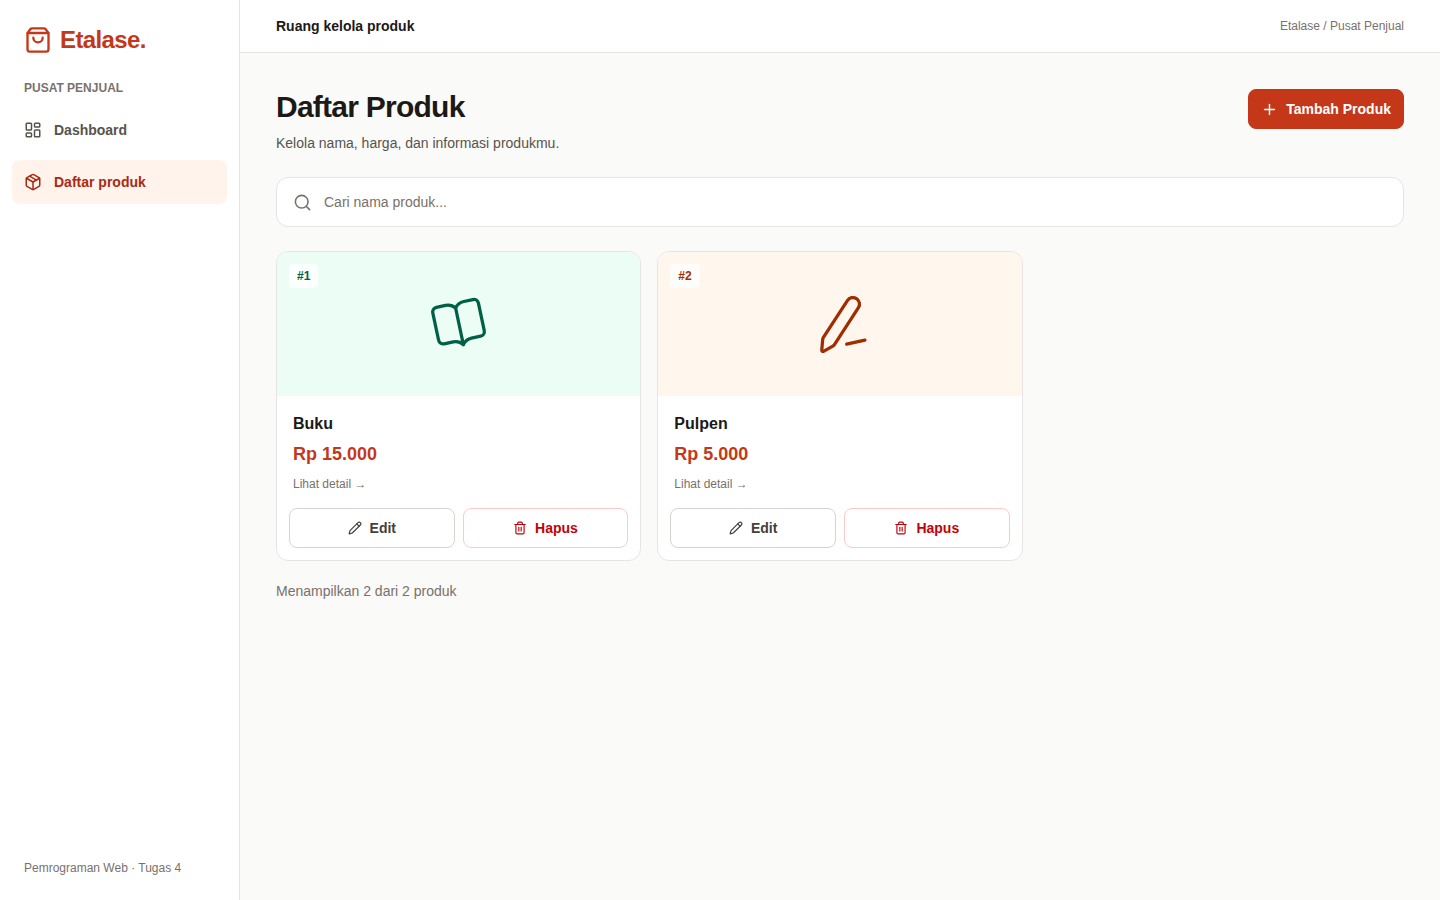 Etalase.
PUSAT PENJUAL
Dashboard
Daftar produk
Pemrograman Web · Tugas 4
Ruang kelola produk
Etalase / Pusat Penjual
Daftar Produk
Kelola nama, harga, dan informasi produkmu.
Tambah Produk
Cari nama produk...
#1
Buku
Rp 15.000
Lihat detail →
Edit
Hapus
#2
Pulpen
Rp 5.000
Lihat detail →
Edit
Hapus
Menampilkan 2 dari 2 produk